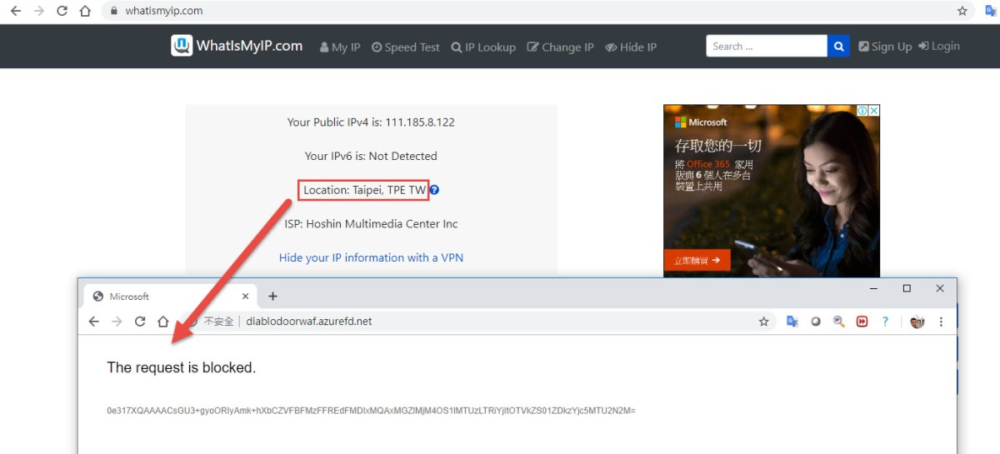 whatismyip.com
WhatIsMyIP.com
My IP
Speed Test
IP Lookup
Change IP
Hide IP
Search ...
Sign Up
Login
Your Public IPv4 is: 111.185.8.122
Your IPv6 is: Not Detected
Location: Taipei, TPE TW
ISP: Hoshin Multimedia Center Inc
Hide your IP information with a VPN
Microsoft
存取您的一切
將 Office 365 家用
版與 6 個人在多台
裝置上共用
立即購買
Microsoft
不安全
diablodoorwaf.azurefd.net
The request is blocked.